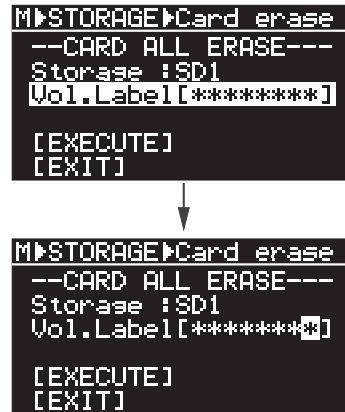 M▶STORAGE▶Card erase
--CARD ALL ERASE---
Storage :SD1
Vol.Label[********]
[EXECUTE]
[EXIT]
M▶STORAGE▶Card erase
--CARD ALL ERASE---
Storage :SD1
Vol.Label[********]
[EXECUTE]
[EXIT]